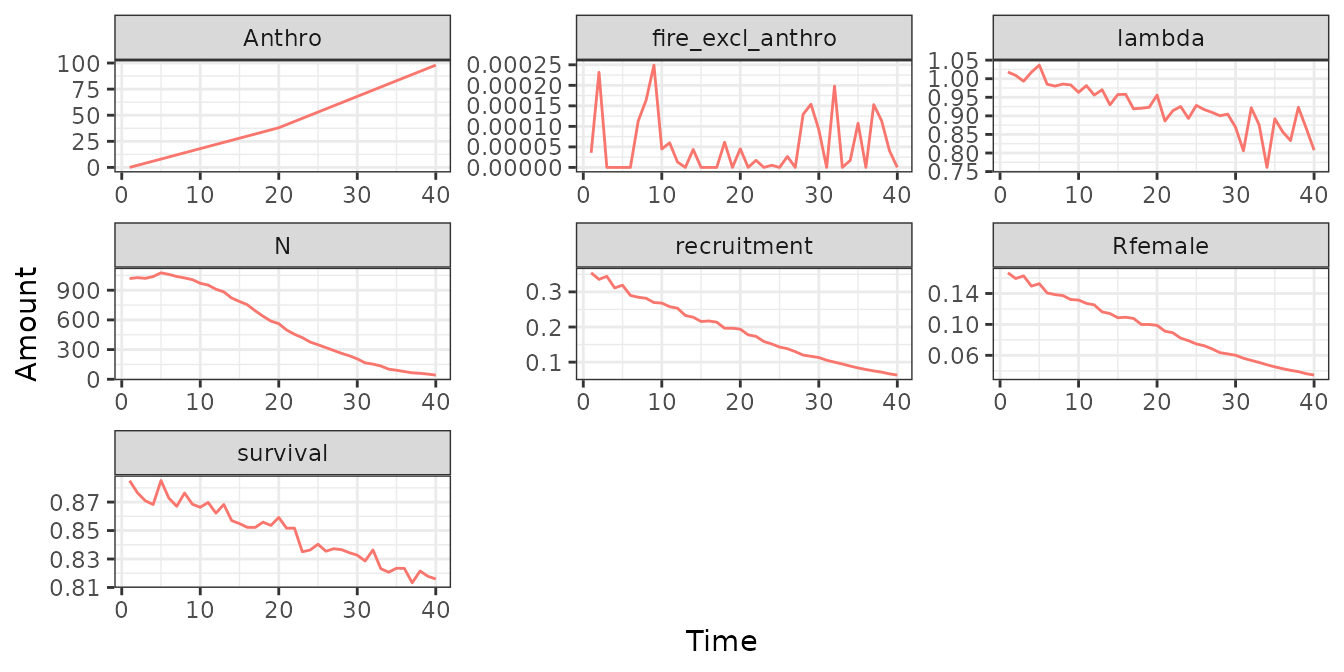 Anthro
fire_excl_anthro
lambda
100
75
50
25
0
0.00025
0.00020
0.00015
0.00010
0.00005
0.00000
1.05
1.00
0.95
0.90
0.85
0.80
0.75
0 10 20 30 40
0 10 20 30 40
0 10 20 30 40
N
recruitment
Rfemale
900
600
300
0
0.3
0.2
0.1
0.14
0.10
0.06
0 10 20 30 40
0 10 20 30 40
0 10 20 30 40
survival
0.87
0.85
0.83
0.81
0 10 20 30 40
Amount
Time